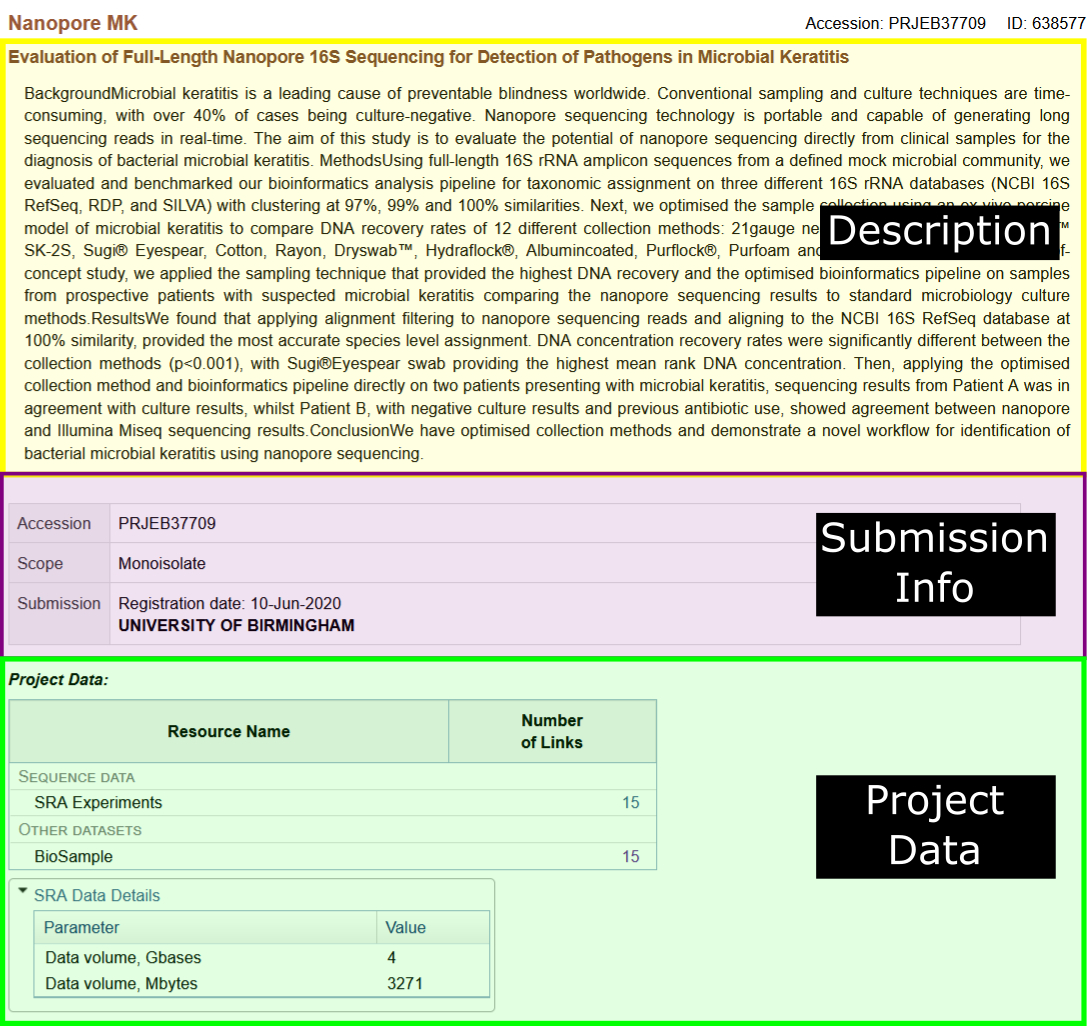 Nanopore MK
Accession: PRJEB37709 ID: 638577
Evaluation of Full-Length Nanopore 16S Sequencing for Detection of Pathogens in Microbial Keratitis
BackgroundMicrobial keratitis is a leading cause of preventable blindness worldwide. Conventional sampling and culture techniques are time-
consuming, with over 40% of cases being culture-negative. Nanopore sequencing technology is portable and capable of generating long
sequencing reads in real-time. The aim of this study is to evaluate the potential of nanopore sequencing directly from clinical samples for the
diagnosis of bacterial microbial keratitis. MethodsUsing full-length 16S rRNA amplicon sequences from a defined mock microbial community, we
evaluated and benchmarked our bioinformatics analysis pipeline for taxonomic assignment on three different 16S rRNA databases (NCBI 16S
RefSeq, RDP, and SILVA) with clustering at 97%, 99% and 100% similarities. Next, we optimised the sample collection using an ex vivo porcine
model of microbial keratitis to compare DNA recovery rates of 12 different collection methods: 21gauge ™
SK-2S, Sugi® Eyespear, Cotton, Rayon, Dryswab™, Hydraflock®, Albumincoated, Purflock®, Purfoam
concept study, we applied the sampling technique that provided the highest DNA recovery and the optimised bioinformatics pipeline on samples
from prospective patients with suspected microbial keratitis comparing the nanopore sequencing results to standard microbiology culture
methods.ResultsWe found that applying alignment filtering to nanopore sequencing reads and aligning to the NCBI 16S RefSeq database at
100% similarity, provided the most accurate species level assignment. DNA concentration recovery rates were significantly different between the
collection methods (p<0.001), with Sugi®Eyespear swab providing the highest mean rank DNA concentration. Then, applying the optimised
collection method and bioinformatics pipeline directly on two patients presenting with microbial keratitis, sequencing results from Patient A was in
agreement with culture results, whilst Patient B, with negative culture results and previous antibiotic use, showed agreement between nanopore
and Illumina Miseq sequencing results.ConclusionWe have optimised collection methods and demonstrate a novel workflow for identification of
bacterial microbial keratitis using nanopore sequencing.
Description
Accession PRJEB37709
Scope Monoisolate
Submission Registration date: 10-Jun-2020
UNIVERSITY OF BIRMINGHAM
Submission
Info
Project Data:
Resource Name
Number
of Links
SEQUENCE DATA
SRA Experiments 15
OTHER DATASETS
BioSample 15
Project
Data
SRA Data Details
Parameter Value
Data volume, Gbases 4
Data volume, Mbytes 3271